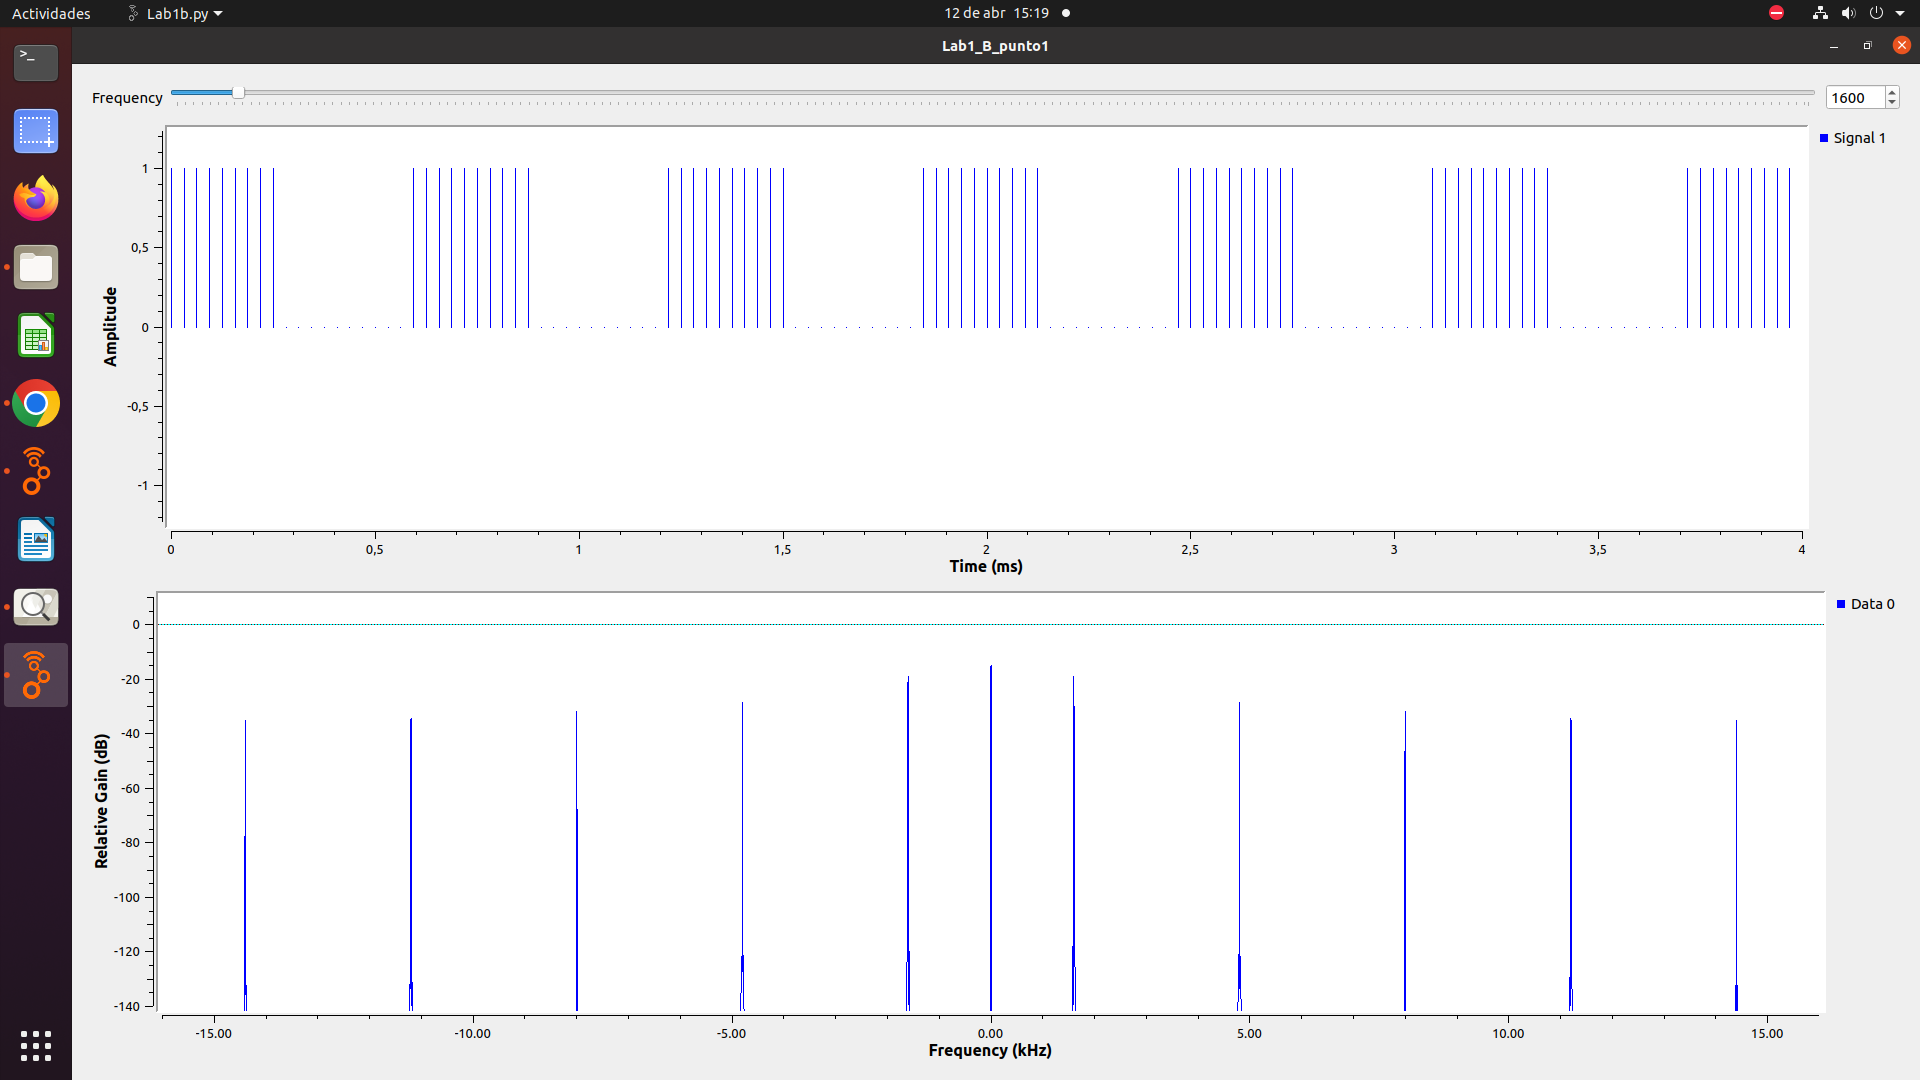 Actividades Lab1b.py 12 de abr 15:19
Lab1_B_punto1
Frequency 1600
Signal 1
1
0,5
0
-0,5
-1
Amplitude
0 0,5 1 1,5 2 2,5 3 3,5 4
Time (ms)
Data 0
0
-20
-40
-60
-80
-100
-120
-140
Relative Gain (dB)
-15.00 -10.00 -5.00 0.00 5.00 10.00 15.00
Frequency (kHz)